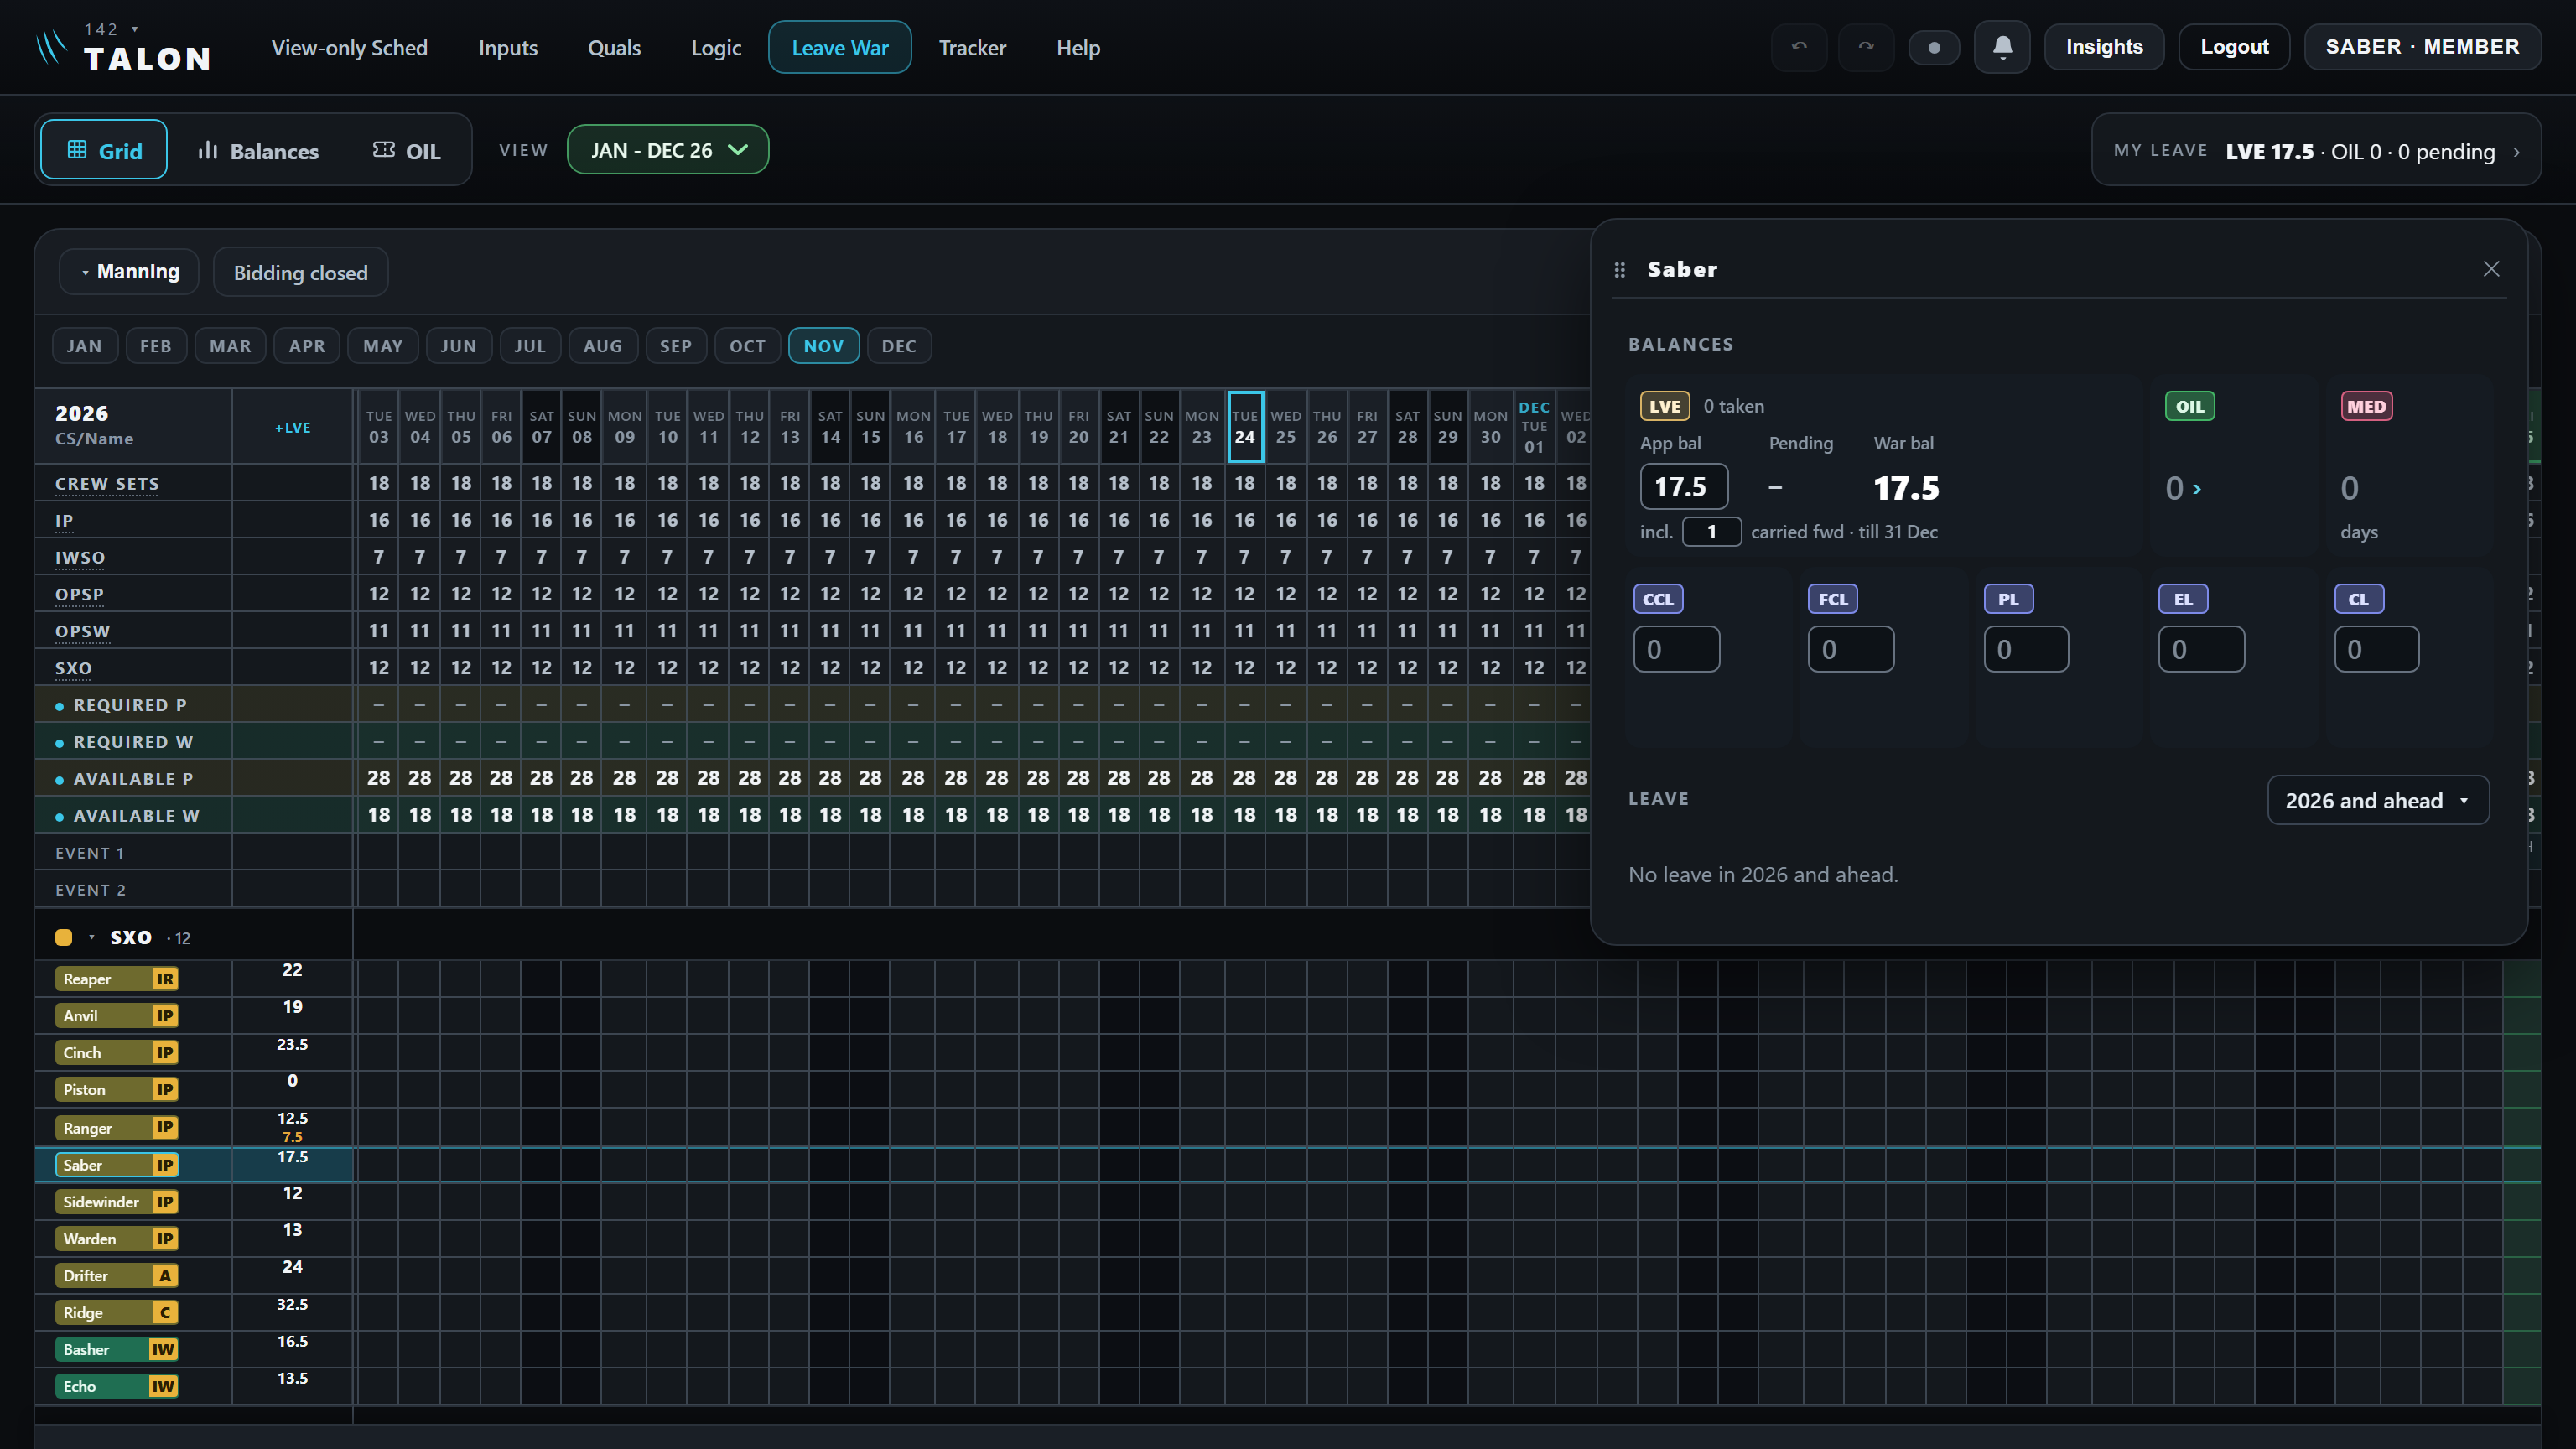 142 ▾
TALON
View-only Sched Inputs Quals Logic Leave War Tracker Help
Insights Logout SABER · MEMBER
Grid Balances OIL VIEW JAN - DEC 26
MY LEAVE LVE 17.5 · OIL 0 · 0 pending ›
▾ Manning Bidding closed
JAN FEB MAR APR MAY JUN JUL AUG SEP OCT NOV DEC
2026
CS/Name
+LVE
TUE 03 WED 04 THU 05 FRI 06 SAT 07 SUN 08 MON 09 TUE 10 WED 11 THU 12 FRI 13 SAT 14 SUN 15 MON 16 TUE 17 WED 18 THU 19 FRI 20 SAT 21 SUN 22 MON 23 TUE 24 WED 25 THU 26 FRI 27 SAT 28 SUN 29 MON 30 DEC TUE 01 WED 02
CREW SETS 18 18 18 18 18 18 18 18 18 18 18 18 18 18 18 18 18 18 18 18 18 18 18 18 18 18 18 18 18 18
IP 16 16 16 16 16 16 16 16 16 16 16 16 16 16 16 16 16 16 16 16 16 16 16 16 16 16 16 16 16 16
IWSO 7 7 7 7 7 7 7 7 7 7 7 7 7 7 7 7 7 7 7 7 7 7 7 7 7 7 7 7 7 7
OPSP 12 12 12 12 12 12 12 12 12 12 12 12 12 12 12 12 12 12 12 12 12 12 12 12 12 12 12 12 12 12
OPSW 11 11 11 11 11 11 11 11 11 11 11 11 11 11 11 11 11 11 11 11 11 11 11 11 11 11 11 11 11 11
SXO 12 12 12 12 12 12 12 12 12 12 12 12 12 12 12 12 12 12 12 12 12 12 12 12 12 12 12 12 12 12
REQUIRED P – – – – – – – – – – – – – – – – – – – – – – – – – – – – – –
REQUIRED W – – – – – – – – – – – – – – – – – – – – – – – – – – – – – –
AVAILABLE P 28 28 28 28 28 28 28 28 28 28 28 28 28 28 28 28 28 28 28 28 28 28 28 28 28 28 28 28 28 28
AVAILABLE W 18 18 18 18 18 18 18 18 18 18 18 18 18 18 18 18 18 18 18 18 18 18 18 18 18 18 18 18 18 18
EVENT 1
EVENT 2
▾ SXO · 12
Reaper IR 22
Anvil IP 19
Cinch IP 23.5
Piston IP 0
Ranger IP 12.5
7.5
Saber IP 17.5
Sidewinder IP 12
Warden IP 13
Drifter A 24
Ridge C 32.5
Basher IW 16.5
Echo IW 13.5
Saber
BALANCES
LVE 0 taken
App bal Pending War bal
17.5 – 17.5
incl. 1 carried fwd · till 31 Dec
OIL
0 ›
MED
0
days
CCL FCL PL EL CL
0 0 0 0 0
LEAVE 2026 and ahead ▾
No leave in 2026 and ahead.